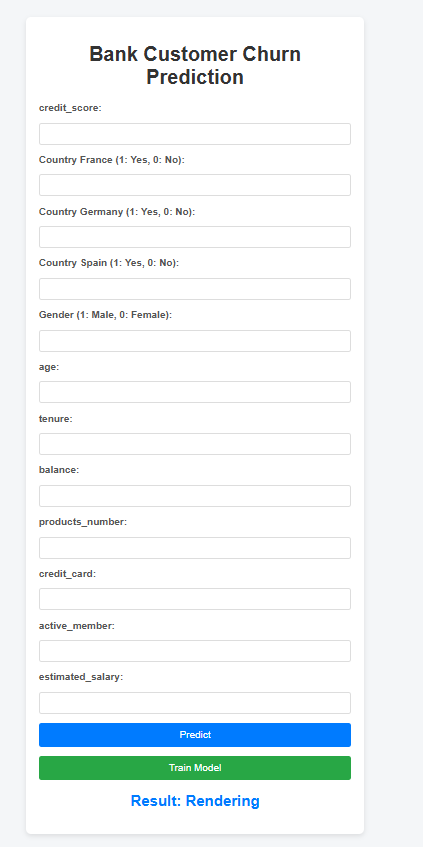 Bank Customer Churn
Prediction
credit_score:
Country France (1: Yes, 0: No):
Country Germany (1: Yes, 0: No):
Country Spain (1: Yes, 0: No):
Gender (1: Male, 0: Female):
age:
tenure:
balance:
products_number:
credit_card:
active_member:
estimated_salary:
Predict
Train Model
Result: Rendering